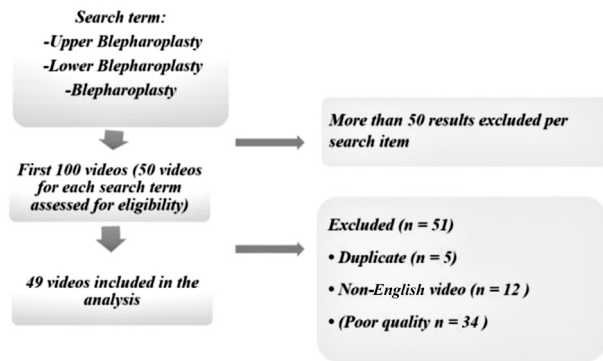 Search term:
-Upper Blepharoplasty
-Lower Blepharoplasty
-Blepharoplasty
More than 50 results excluded per
search item
First 100 videos (50 videos
for each search term
assessed for eligibility)
Excluded (n = 51)
• Duplicate (n = 5)
• Non-English video (n = 12 )
• (Poor quality n = 34 )
49 videos included in the
analysis